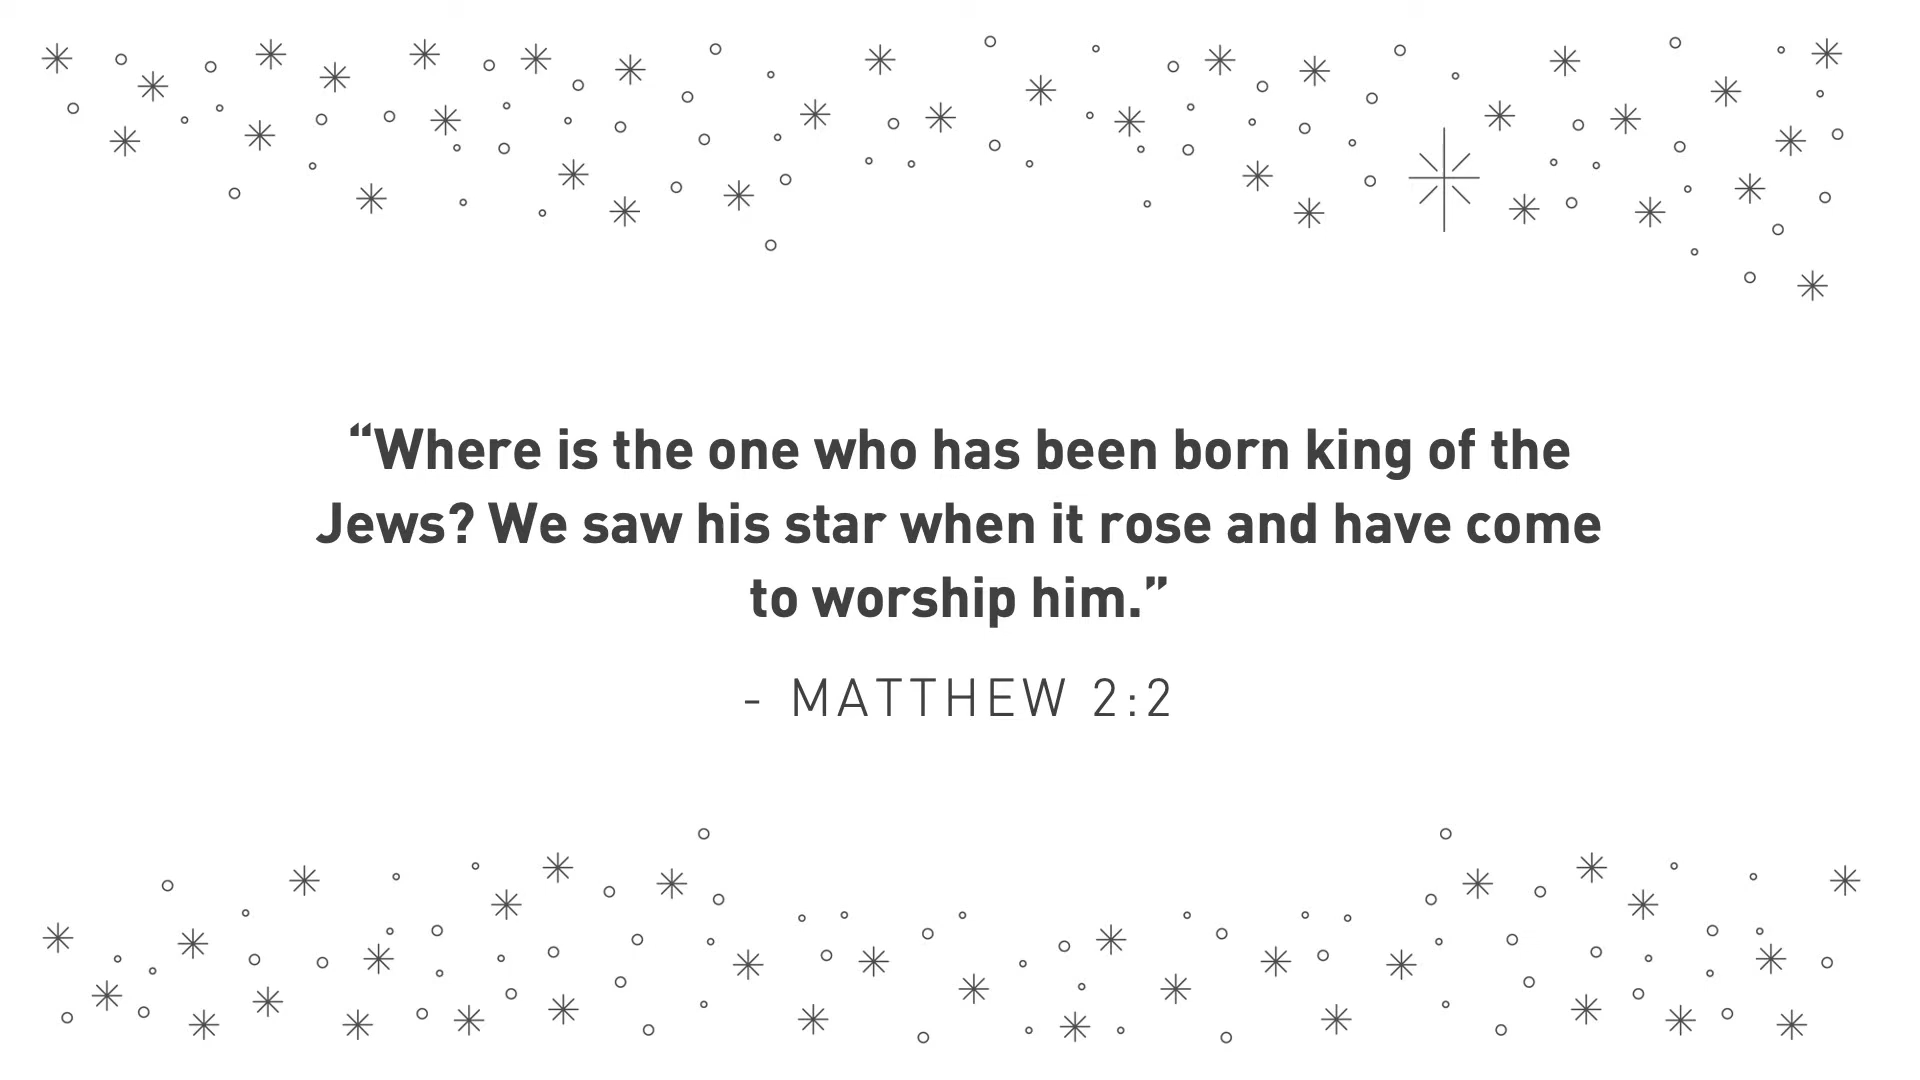 “Where is the one who has been born king of the
Jews? We saw his star when it rose and have come
to worship him.”
- MATTHEW 2:2